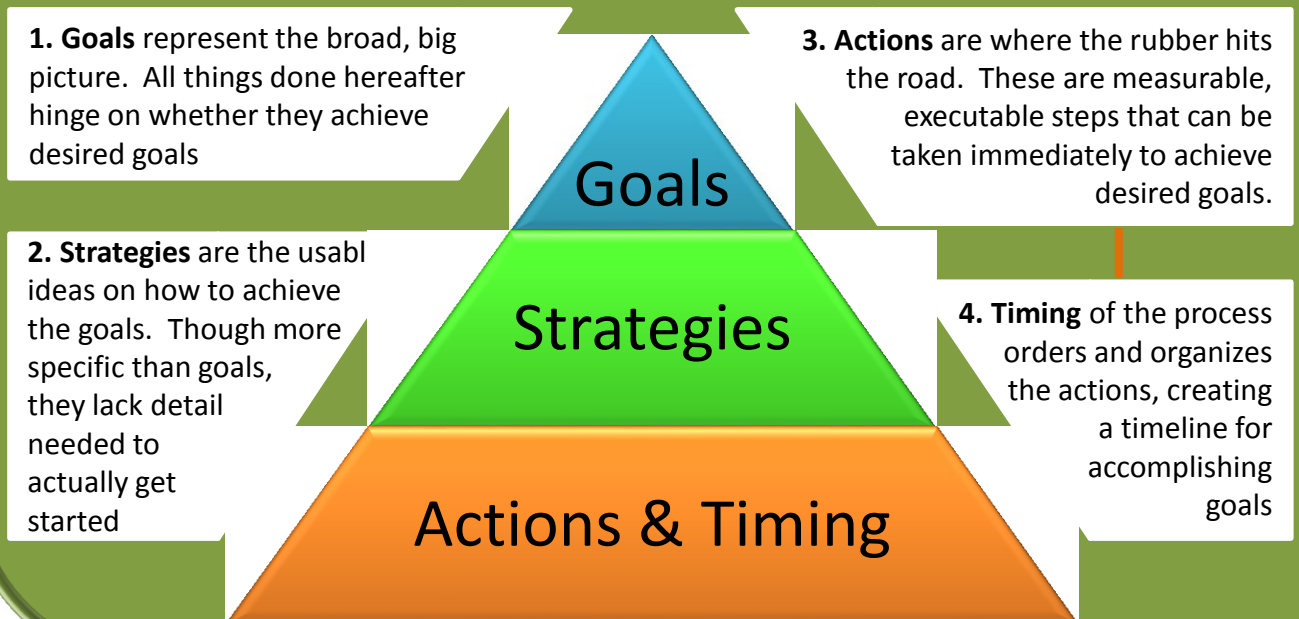 1. Goals represent the broad, big
picture. All things done hereafter
hinge on whether they achieve
desired goals
2. Strategies are the usabl
ideas on how to achieve
the goals. Though more
specific than goals,
they lack detail
needed to
actually get
started
Goals
Strategies
Actions & Timing
3. Actions are where the rubber hits
the road. These are measurable,
executable steps that can be
taken immediately to achieve
desired goals.
4. Timing of the process
orders and organizes
the actions, creating
a timeline for
accomplishing
goals